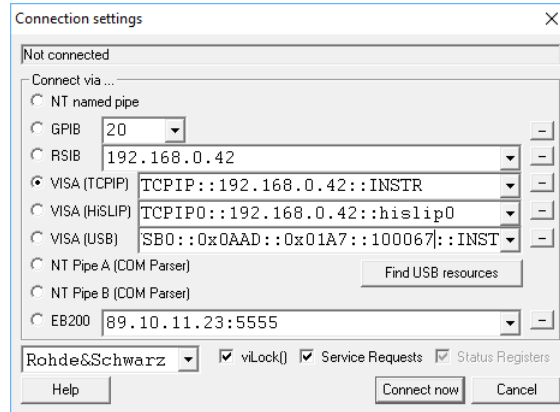 Connection settings
Not connected
Connect via ...
NT named pipe
GPIB 20
RSIB 192.168.0.42
VISA (TCPIP) TCPIP::192.168.0.42::INSTR
VISA (HiSLIP) TCPIP0::192.168.0.42::hislip0
VISA (USB) SB0::0x0AAD::0x01A7::100067::INST
NT Pipe A (COM Parser)
Find USB resources
NT Pipe B (COM Parser)
EB200 89.10.11.23:5555
Rohde&Schwarz viLock() Service Requests Status Registers
Help Connect now Cancel